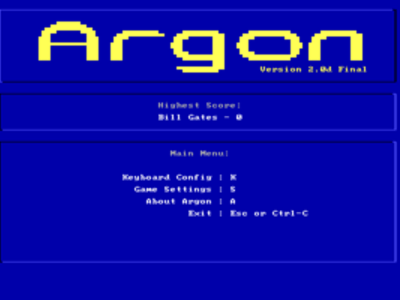 Argon
Version 2.0d Final
Highest Score:
Bill Gates - 0
Main Menu:
Keyboard Config : K
Game Settings : S
About Argon : A
Exit : Esc or Ctrl-C